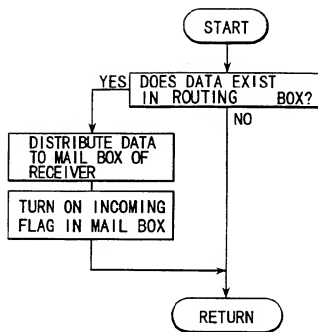 START
YES
DOES DATA EXIST
IN ROUTING BOX?
NO
DISTRIBUTE DATA
TO MAIL BOX OF
RECEIVER
TURN ON INCOMING
FLAG IN MAIL BOX
RETURN